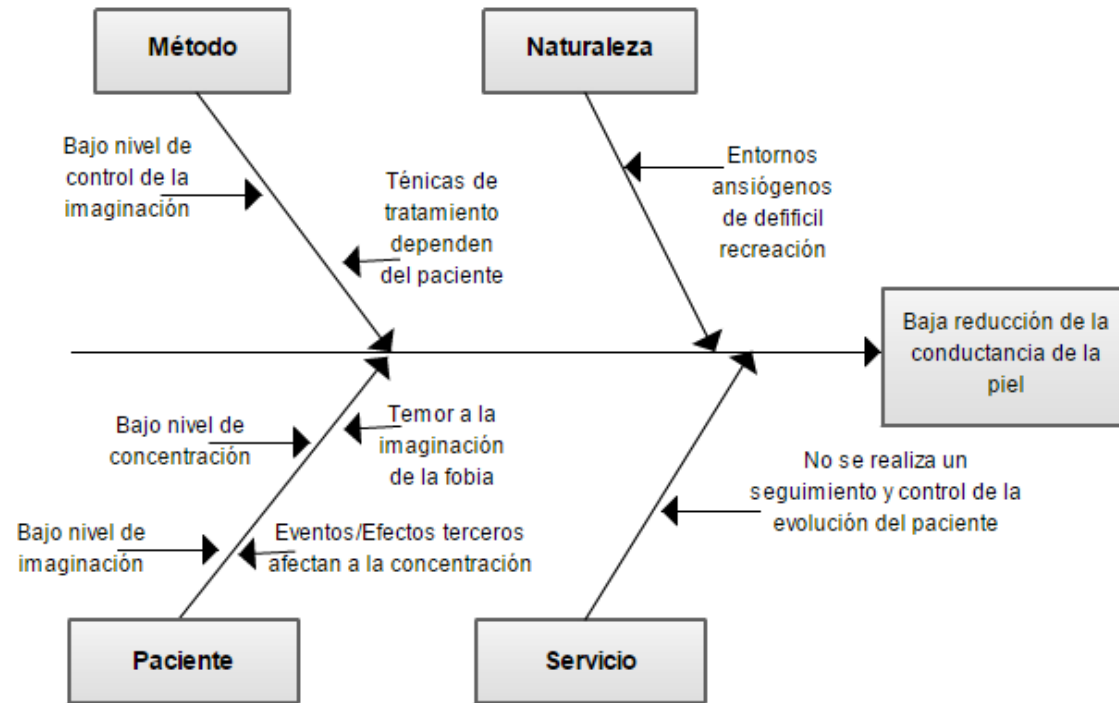 Método
Naturaleza
Bajo nivel de
control de la
imaginación
Ténicas de
tratamiento
dependen
del paciente
Entornos
ansiógenos
de defificil
recreación
Baja reducción de la
conductancia de la
piel
Bajo nivel de
concentración
Temor a la
imaginación
de la fobia
No se realiza un
seguimiento y control de la
evolución del paciente
Bajo nivel de
imaginación
Eventos/Efectos terceros
afectan a la concentración
Paciente
Servicio